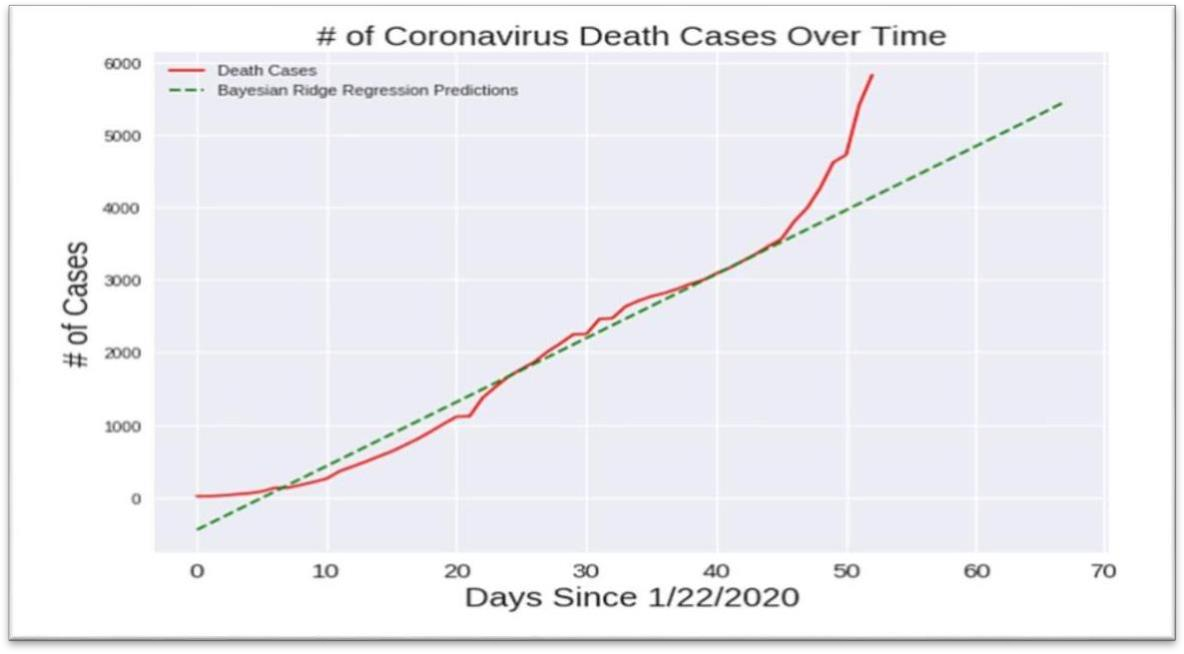 # of Coronavirus Death Cases Over Time
Death Cases
Bayesian Ridge Regression Predictions
6000
5000
4000
3000
2000
1000
0
# of Cases
0 10 20 30 40 50 60 70
Days Since 1/22/2020